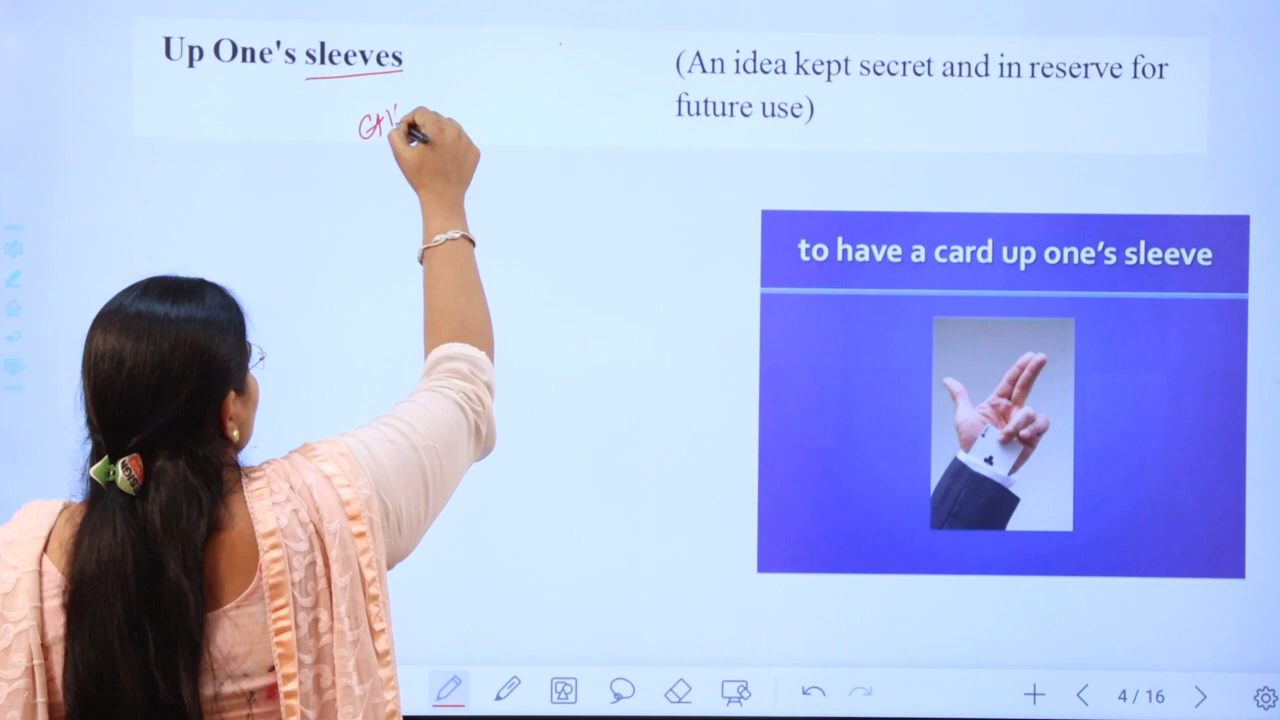 Up One's sleeves
(An idea kept secret and in reserve for
future use)
to have a card up one's sleeve
4/16